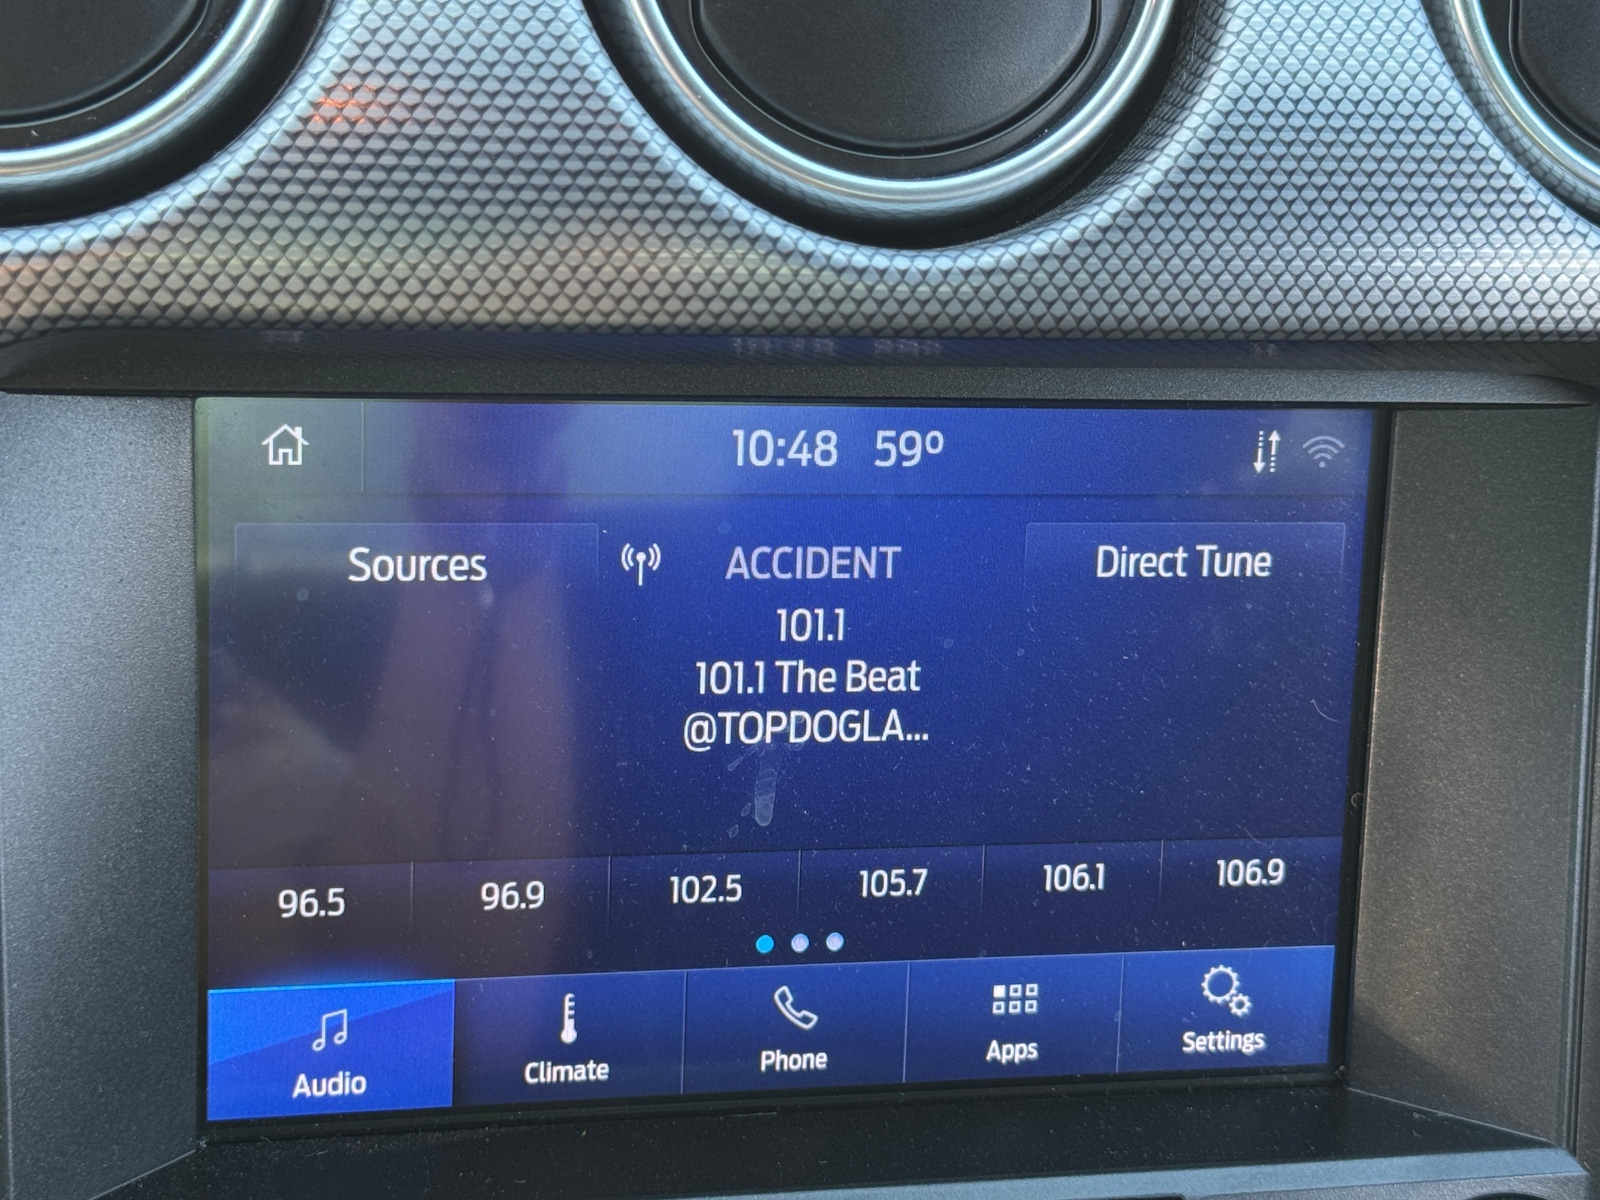 10:48 59°
Sources ACCIDENT Direct Tune
101.1
101.1 The Beat
@TOPDOGLA...
96.5 96.9 102.5 105.7 106.1 106.9
Audio Climate Phone Apps Settings